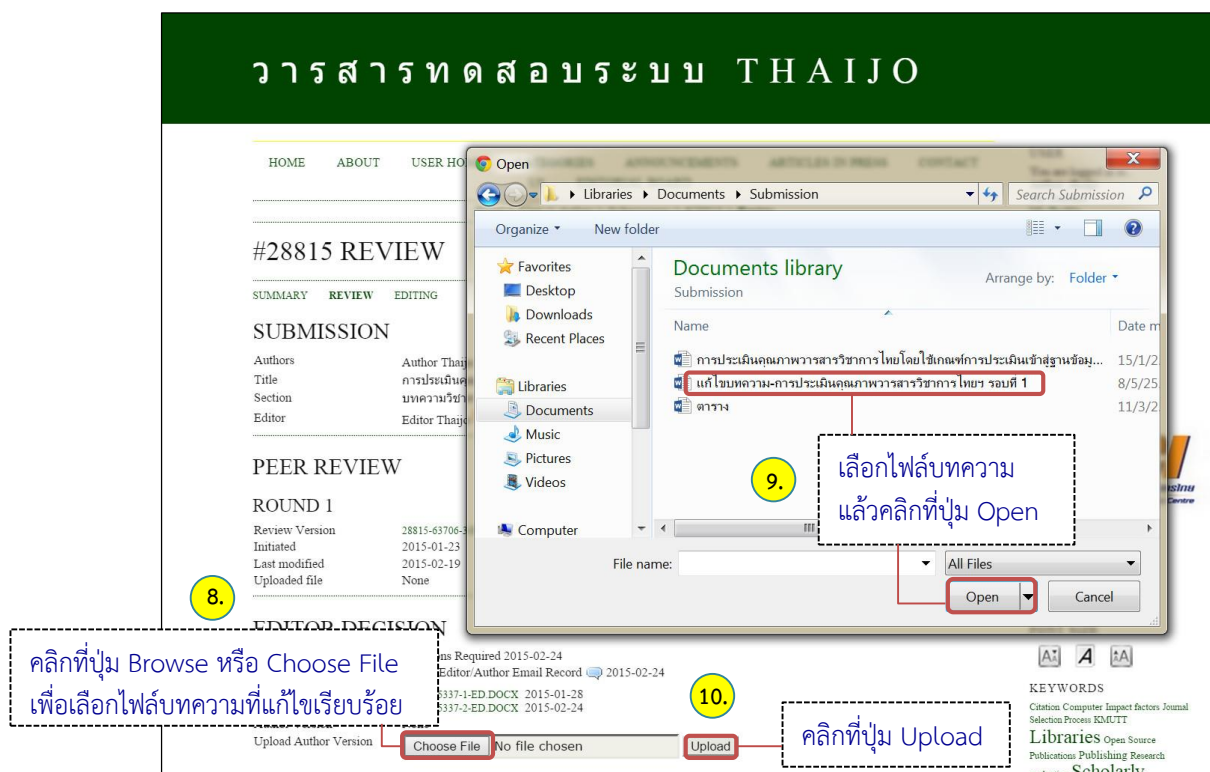 วารสารทดสอบระบบ THAIJO
HOME ABOUT USER HO
#28815 REVIEW
SUMMARY REVIEW EDITING
SUBMISSION
Authors Author Thaij
Title การประเมินคุ
Section บทความวิชา
Editor Editor Thaijo
PEER REVIEW
ROUND 1
Review Version 28815-63706-3
Initiated 2015-01-23
Last modified 2015-02-19
Uploaded file None
8.
EDITOR DECISION
คลิกที่ปุ่ม Browse หรือ Choose File
เพื่อเลือกไฟล์บทความที่แก้ไขเรียบร้อย
ns Required 2015-02-24
Editor/Author Email Record 2015-02-24
5337-1-ED.DOCX 2015-01-28
5337-2-ED.DOCX 2015-02-24
Upload Author Version Choose File No file chosen Upload
10.
คลิกที่ปุ่ม Upload
Open
Libraries Documents Submission Search Submission
Organize New folder
Favorites
Desktop
Downloads
Recent Places
Libraries
Documents
Music
Pictures
Videos
Computer
Documents library
Submission
Arrange by: Folder
Name Date m
การประเมินคุณภาพวารสารวิชาการไทยโดยใช้เกณฑ์การประเมินเข้าสู่ฐานข้อมู... 15/1/2
แก้ไขบทความ-การประเมินคุณภาพวารสารวิชาการไทยฯ รอบที่ 1 8/5/25
ตาราง 11/3/2
9.
เลือกไฟล์บทความ
แล้วคลิกที่ปุ่ม Open
File name: All Files
Open Cancel
Centre
A A A
KEYWORDS
Citation Computer Impact factors Journal
Selection Process KMUTT
Libraries Open Source
Publications Publishing Research
Scholarly